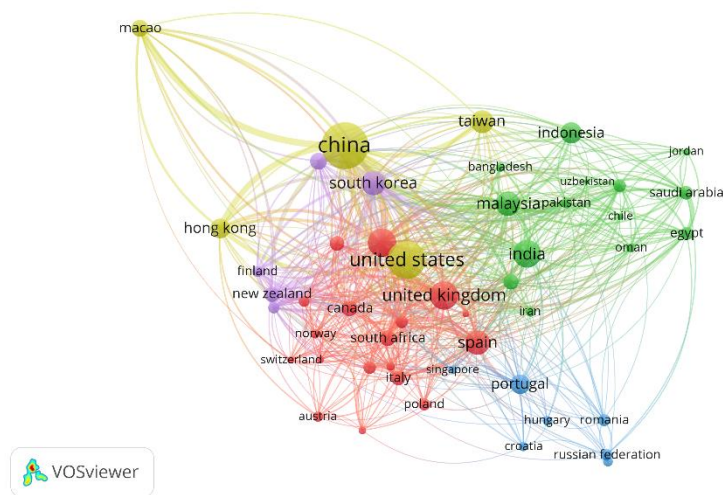 macao
china
taiwan
indonesia
jordan
bangladesh
uzbekistan
south korea
saudi arabia
malaysia
pakistan
chile
hong kong
egypt
oman
india
united states
finland
new zealand
united kingdom
canada
iran
norway
south africa
spain
switzerland
singapore
italy
portugal
poland
austria
hungary
romania
croatia
russian federation
VOSviewer